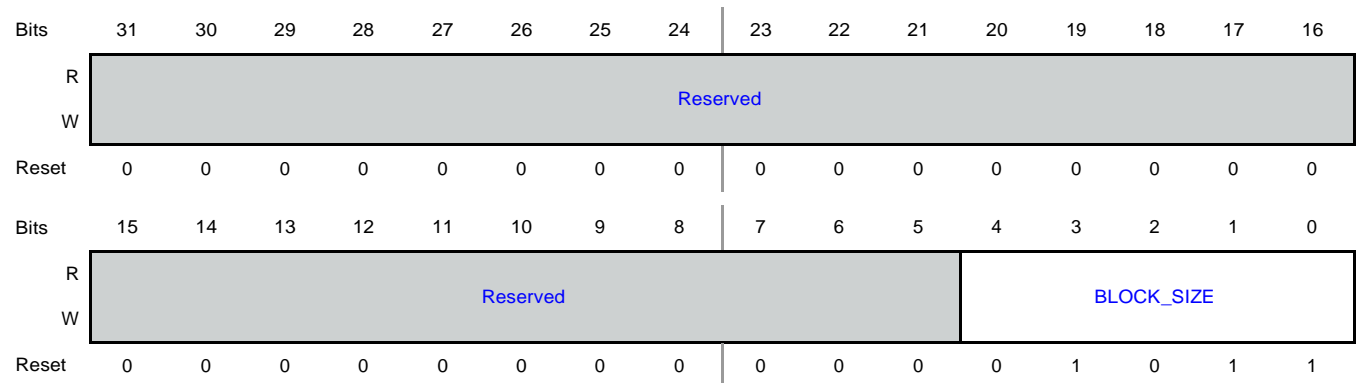 Bits 31 30 29 28 27 26 25 24 23 22 21 20 19 18 17 16
R
Reserved
W
Reset 0 0 0 0 0 0 0 0 0 0 0 0 0 0 0 0
Bits 15 14 13 12 11 10 9 8 7 6 5 4 3 2 1 0
R
Reserved BLOCK_SIZE
W
Reset 0 0 0 0 0 0 0 0 0 0 0 0 1 0 1 1